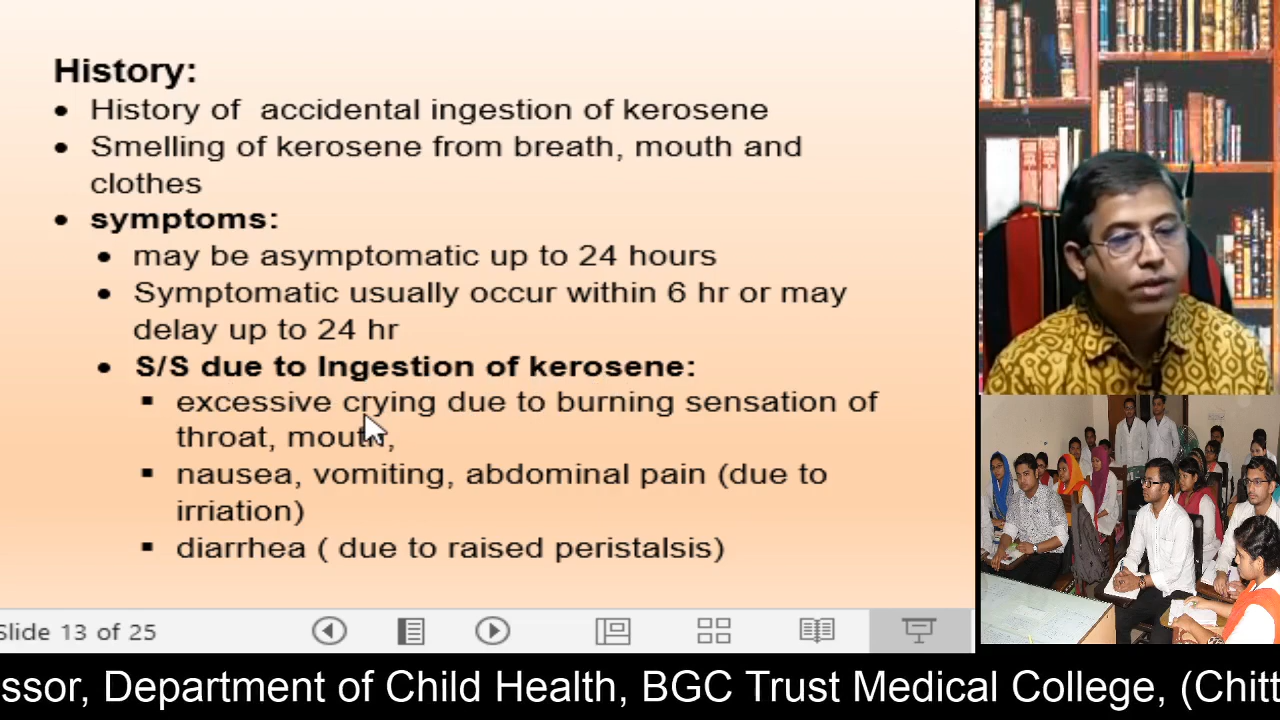 History:
• History of accidental ingestion of kerosene
• Smelling of kerosene from breath, mouth and
clothes
• symptoms:
• may be asymptomatic up to 24 hours
• Symptomatic usually occur within 6 hr or may
delay up to 24 hr
• S/S due to Ingestion of kerosene:
▪ excessive crying due to burning sensation of
throat, mouth,
▪ nausea, vomiting, abdominal pain (due to
irriation)
▪ diarrhea ( due to raised peristalsis)
Slide 13 of 25
ssor, Department of Child Health, BGC Trust Medical College, (Chitt